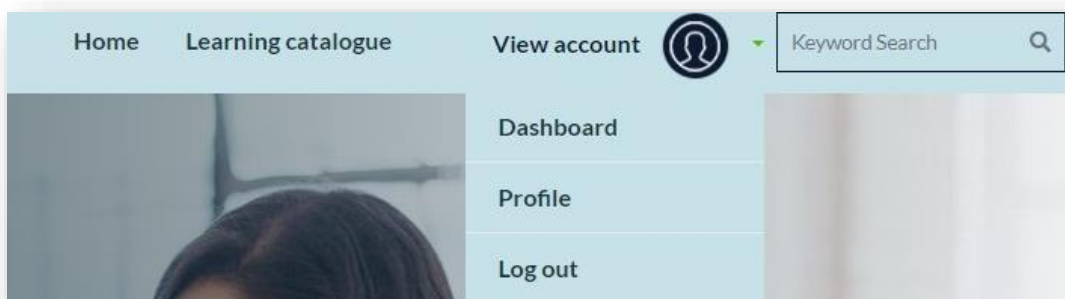 Home Learning catalogue View account Keyword Search
Dashboard
Profile
Log out